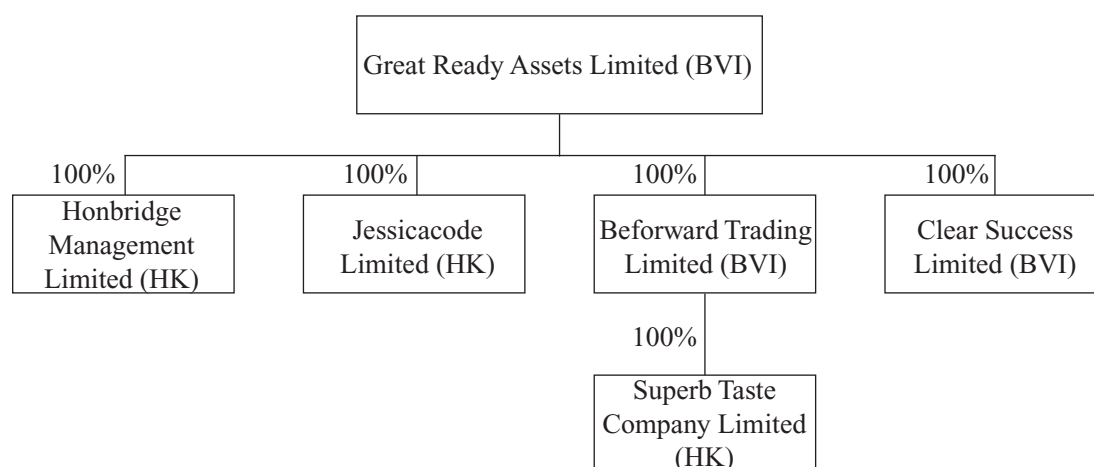 Great Ready Assets Limited (BVI)
100%
100%
100%
100%
Honbridge
Management
Limited (HK)
Jessicacode
Limited (HK)
Beforward Trading
Limited (BVI)
Clear Success
Limited (BVI)
100%
Superb Taste
Company Limited
(HK)